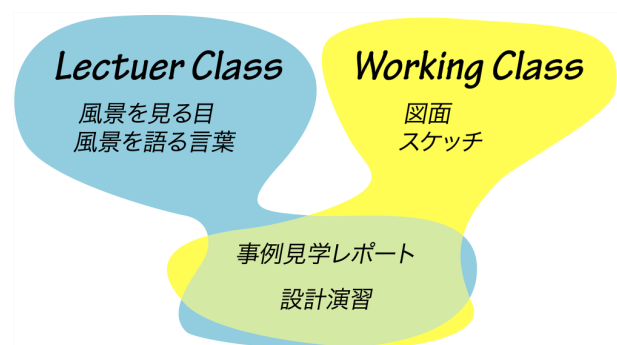 Lectuer Class
風景を見る目
風景を語る言葉
Working Class
図面
スケッチ
事例見学レポート
設計演習